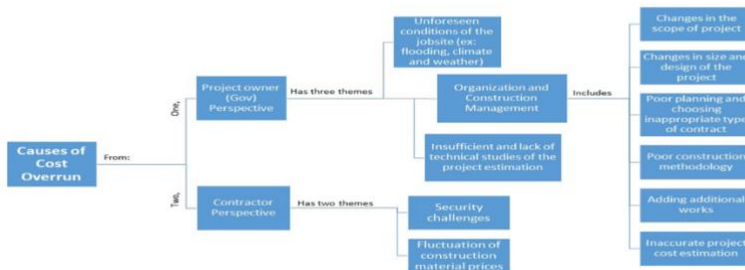 Causes of
Cost
Overrun
From:
One,
Two,
Project owner
(Gov)
Perspective
Has three themes
Unforeseen
conditions of the
jobsite (ex:
flooding, climate
and weather)
Organization and
Construction
Management
Insufficient and lack of
technical studies of the
project estimation
Includes
Changes in the
scope of project
Changes in size and
design of the
project
Poor planning and
choosing
inappropriate type
of contract
Poor construction
methodology
Adding additional
works
Inaccurate project
cost estimation
Contractor
Perspective
Has two themes
Security
challenges
Fluctuation of
construction
material prices